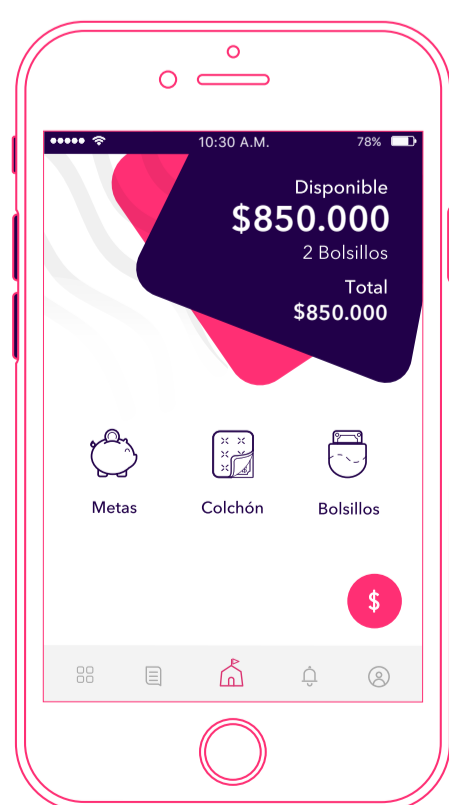 10:30 A.M.
78%
Disponible
$850.000
2 Bolsillos
Total
$850.000
Metas
Colchón
Bolsillos
$